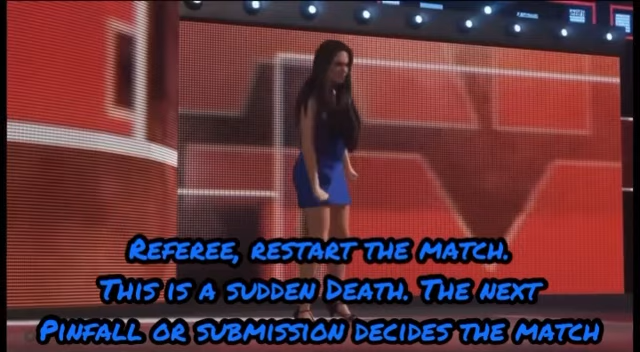 Referee, restart the match.
This is a sudden Death. The next
Pinfall or submission decides the match